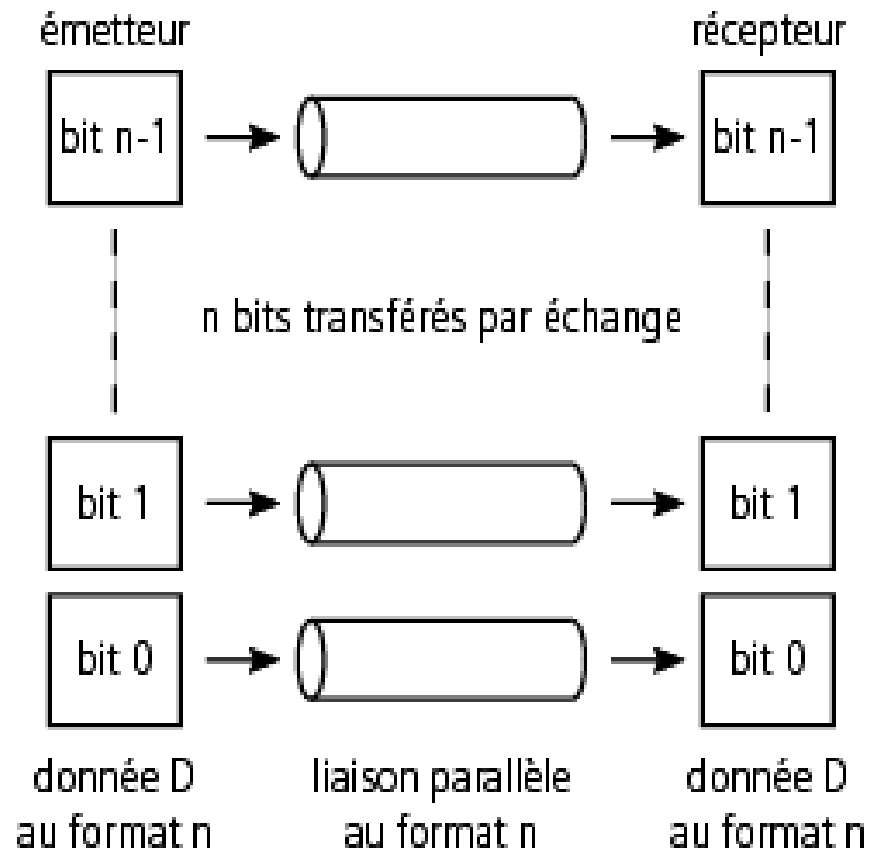 émetteur
récepteur
bit n-1
bit n-1
n bits transférés par échange
bit 1
bit 1
bit 0
bit 0
donnée D
au format n
liaison parallèle
au format n
donnée D
au format n